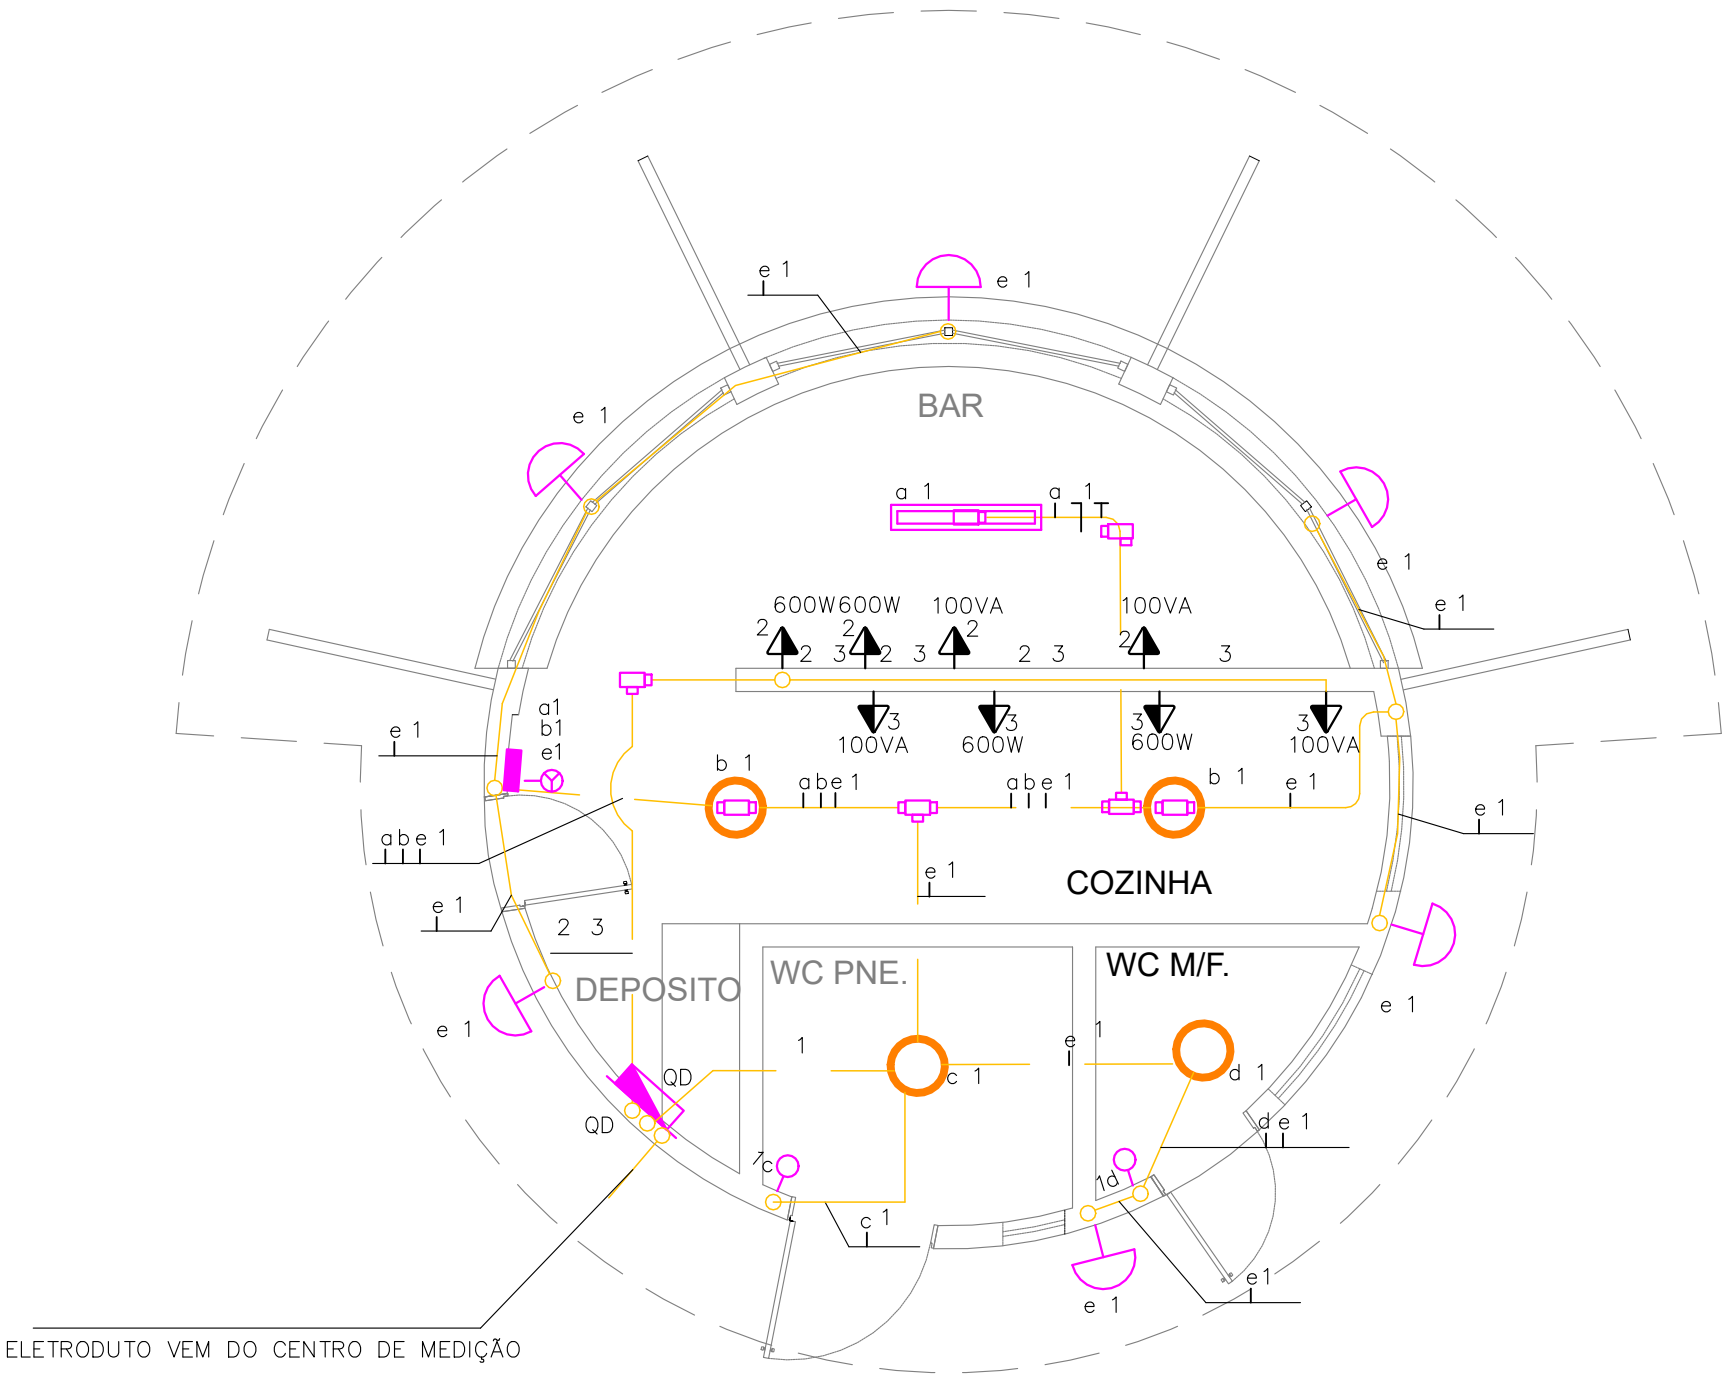 e 1
e 1
BAR
e 1
a 1
a 1
e 1
600W 600W 100VA 100VA
2 2 2 2
e 1
2 3 2 3 2 3 3
a1
b1
e1
e 1
3 3 3 3
100VA 600W 600W 100VA
b 1
b 1
a b e 1
a b e 1
e 1
e 1
a b e 1
e 1
COZINHA
e 1
2 3
WC PNE.
WC M/F.
DEPOSITO
e 1
e 1
1
e 1
QD
c 1
d 1
QD
d e 1
1c
1d
c 1
e 1
e 1
ELETRODUTO VEM DO CENTRO DE MEDIÇÃO